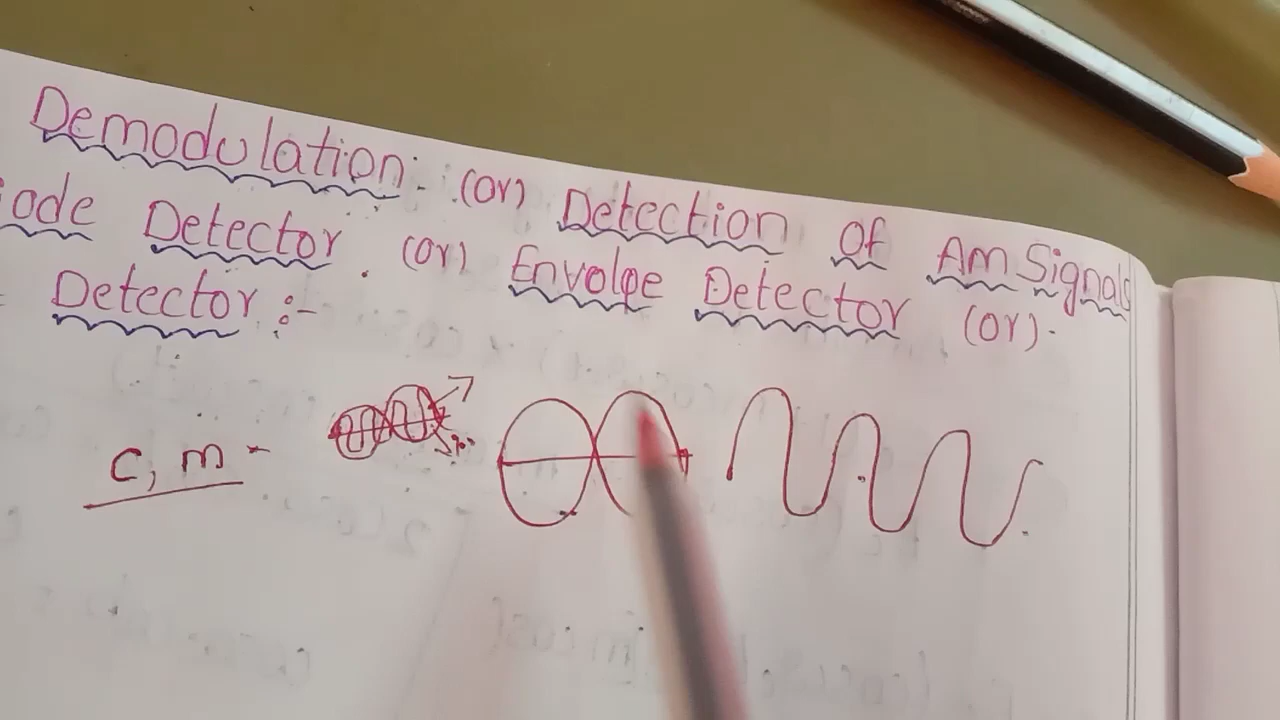 Demodulation. (or) Detection Of Am Signals
iode Detector (or) Envolpe Detector (or).
Detector :-
C, m -